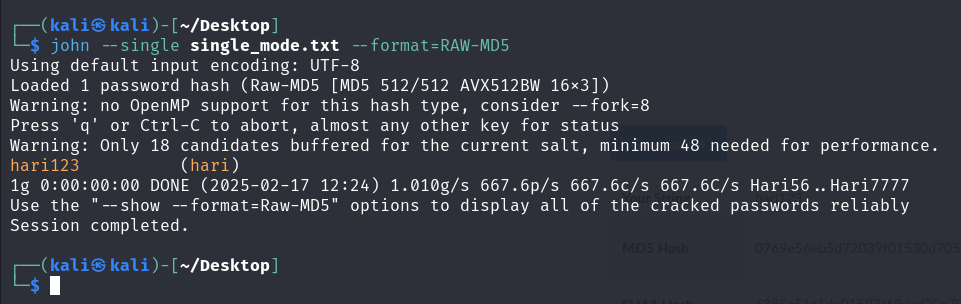 ┌──(kali㉿kali)-[~/Desktop]
└─$ john --single single_mode.txt --format=RAW-MD5
Using default input encoding: UTF-8
Loaded 1 password hash (Raw-MD5 [MD5 512/512 AVX512BW 16×3])
Warning: no OpenMP support for this hash type, consider --fork=8
Press 'q' or Ctrl-C to abort, almost any other key for status
Warning: Only 18 candidates buffered for the current salt, minimum 48 needed for performance.
hari123          (hari)
1g 0:00:00:00 DONE (2025-02-17 12:24) 1.010g/s 667.6p/s 667.6c/s 667.6C/s Hari56..Hari7777
Use the "--show --format=Raw-MD5" options to display all of the cracked passwords reliably
Session completed.
MD5 Hash 0769e56eb5d72039f01530d705
┌──(kali㉿kali)-[~/Desktop]
└─$